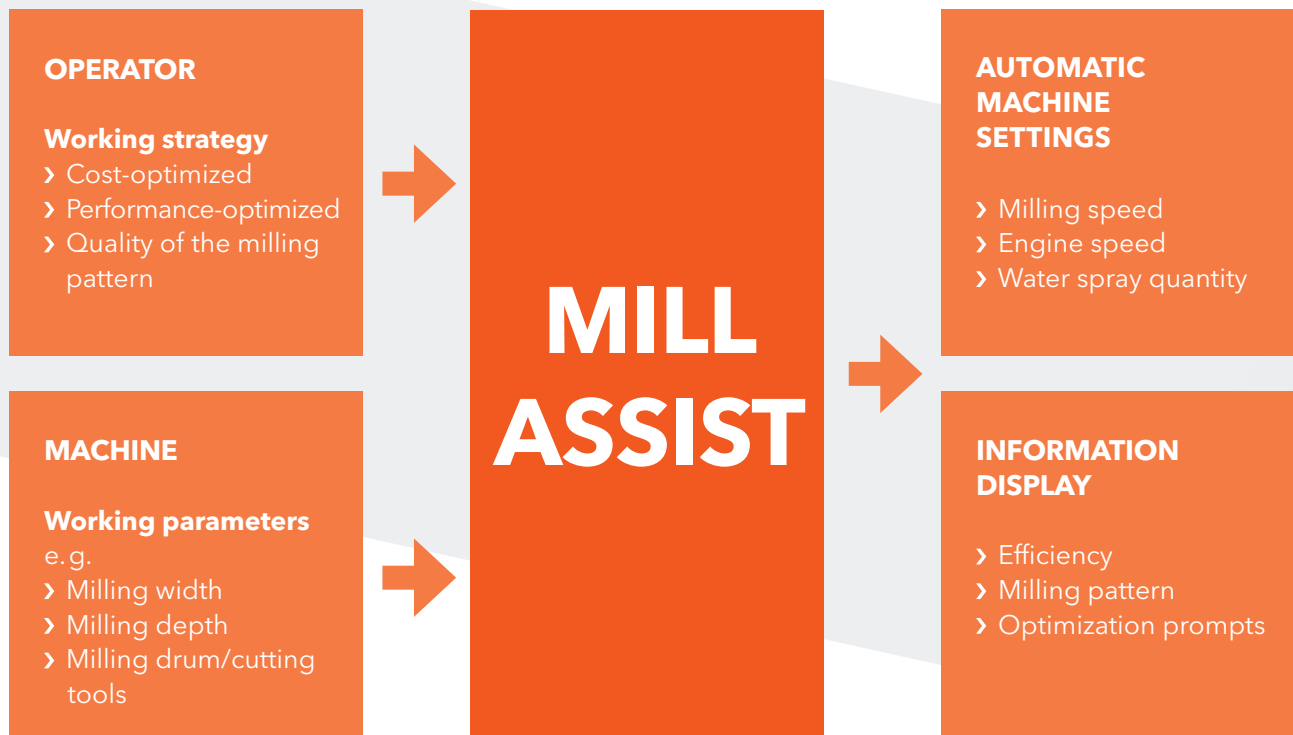 OPERATOR
Working strategy
› Cost-optimized
› Performance-optimized
› Quality of the milling
pattern
MACHINE
Working parameters
e. g.
› Milling width
› Milling depth
› Milling drum/cutting
tools
MILL
ASSIST
AUTOMATIC
MACHINE
SETTINGS
› Milling speed
› Engine speed
› Water spray quantity
INFORMATION
DISPLAY
› Efficiency
› Milling pattern
› Optimization prompts